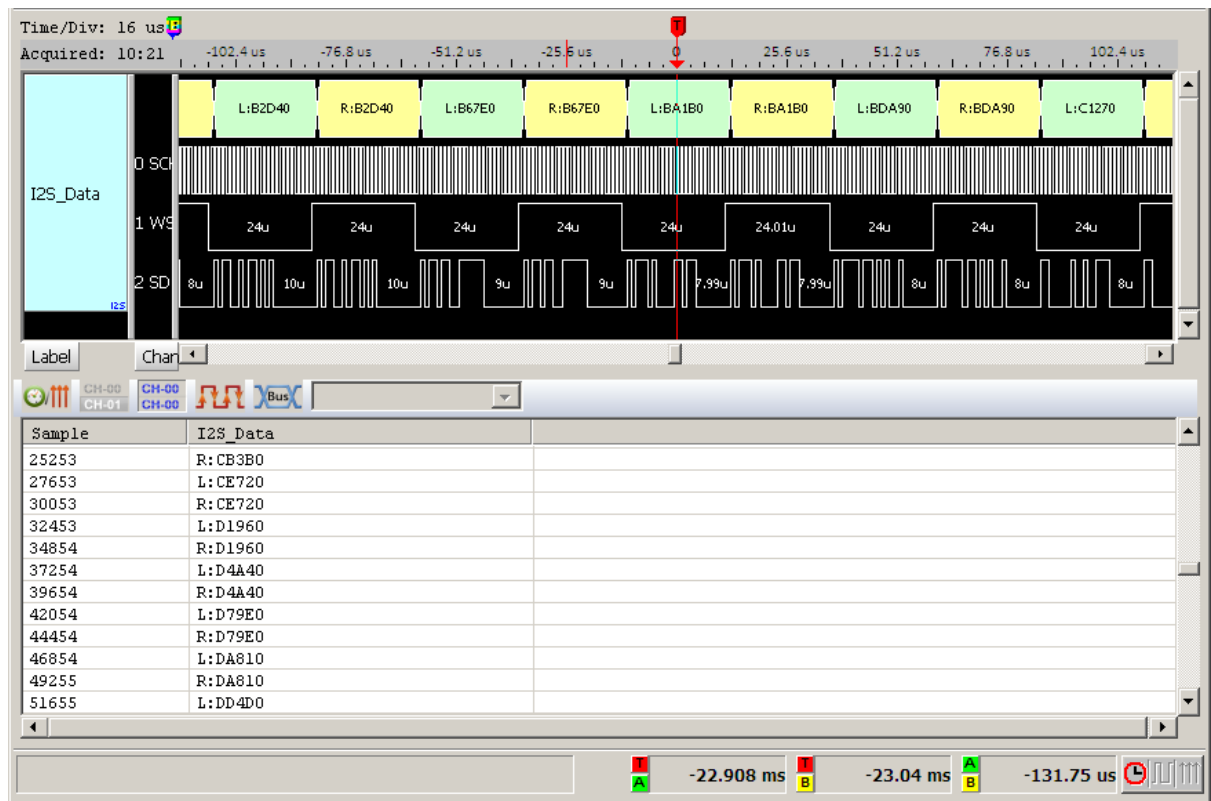 Time/Div: 16 us B T
Acquired: 10:21 -102.4 us -76.8 us -51.2 us -25.6 us 0 25.6 us 51.2 us 76.8 us 102.4 us
L:B2D40 R:B2D40 L:B67E0 R:B67E0 L:BA1B0 R:BA1B0 L:BDA90 R:BDA90 L:C1270
0 SCK
I2S_Data
1 WS 24u 24u 24u 24u 24u 24.01u 24u 24u 24u
2 SD 8u 10u 10u 9u 9u 7.99u 7.99u 8u 8u 8u
I2S
Label Chan
CH-00 CH-01 CH-00 CH-00 Bus
Sample I2S_Data
25253 R:CB3B0
27653 L:CE720
30053 R:CE720
32453 L:D1960
34854 R:D1960
37254 L:D4A40
39654 R:D4A40
42054 L:D79E0
44454 R:D79E0
46854 L:DA810
49255 R:DA810
51655 L:DD4D0
T A -22.908 ms T B -23.04 ms A B -131.75 us